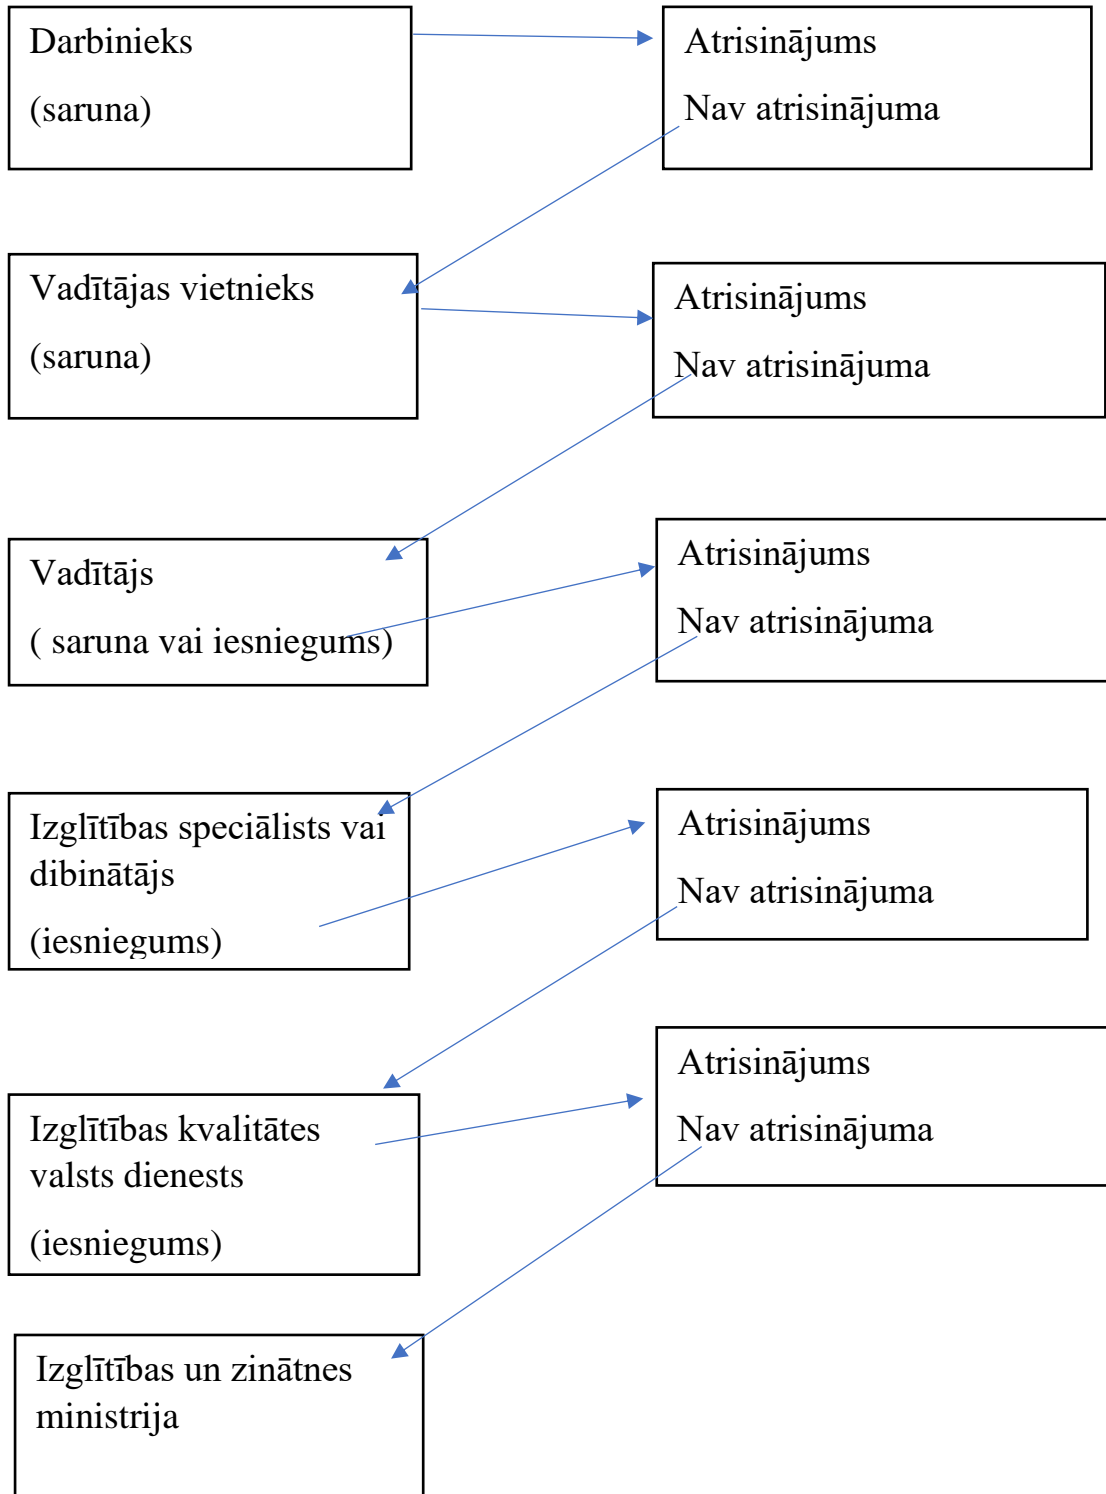 Darbinieks
(saruna)
Atrisinājums
Nav atrisinājuma
Vadītājas vietnieks
(saruna)
Atrisinājums
Nav atrisinājuma
Vadītājs
( saruna vai iesniegums)
Atrisinājums
Nav atrisinājuma
Izglītības speciālists vai
dibinātājs
(iesniegums)
Atrisinājums
Nav atrisinājuma
Izglītības kvalitātes
valsts dienests
(iesniegums)
Atrisinājums
Nav atrisinājuma
Izglītības un zinātnes
ministrija